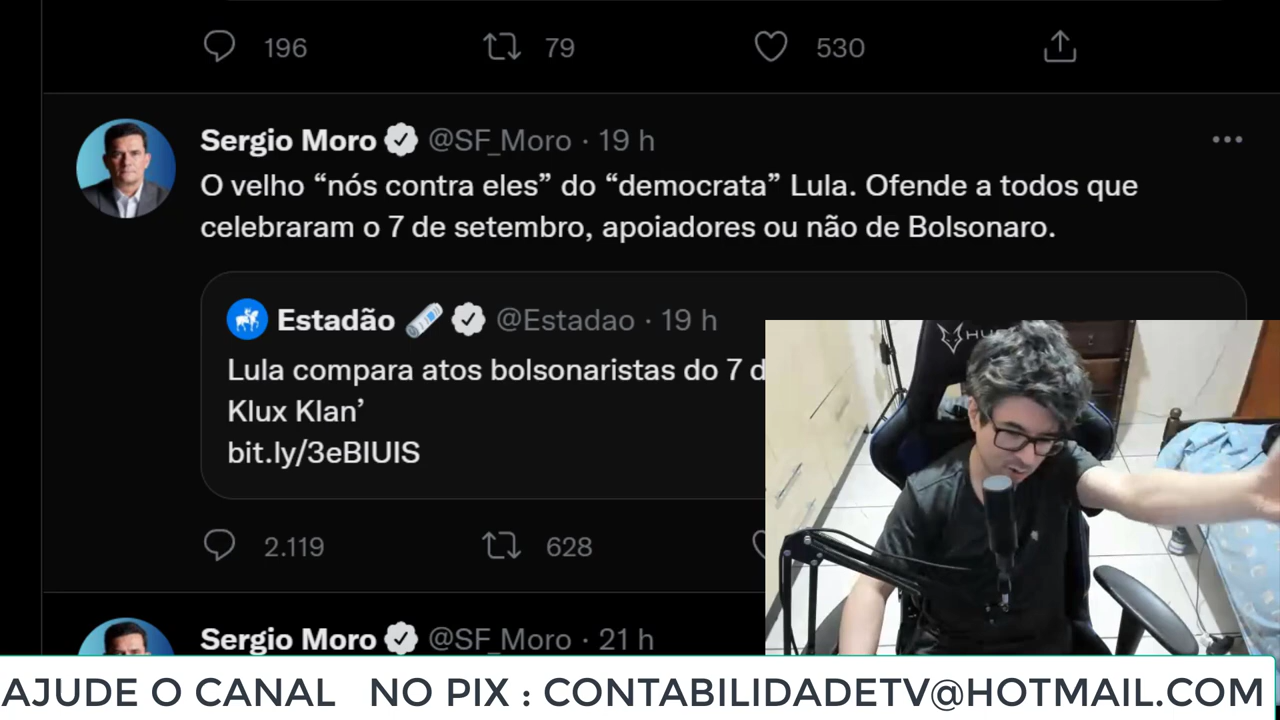 196 79 530
Sergio Moro @SF_Moro · 19 h
O velho “nós contra eles” do “democrata” Lula. Ofende a todos que
celebraram o 7 de setembro, apoiadores ou não de Bolsonaro.
Estadão @Estadao · 19 h
Lula compara atos bolsonaristas do 7 d
Klux Klan’
bit.ly/3eBIUIS
2.119 628
Sergio Moro @SF_Moro · 21 h
AJUDE O CANAL NO PIX : CONTABILIDADETV@HOTMAIL.COM